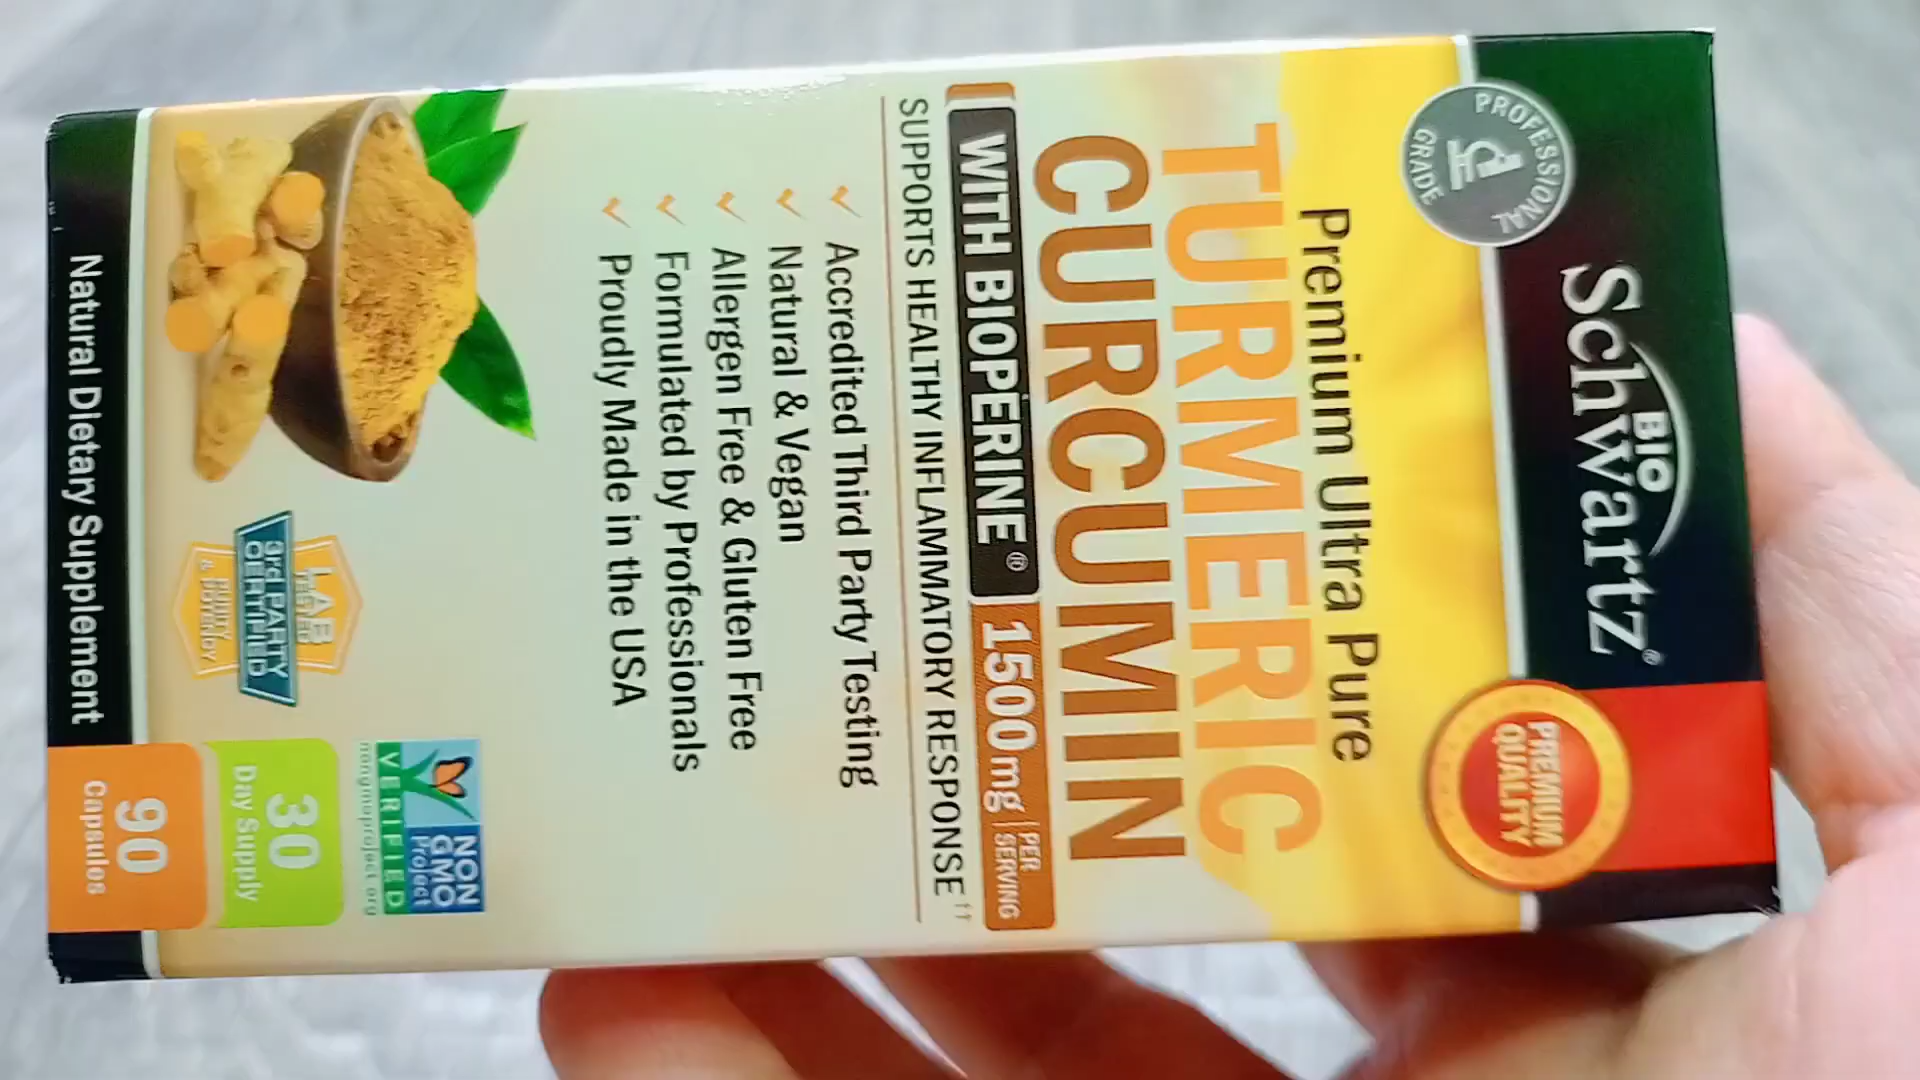 PROFESSIONAL
GRADE
BIO
Schwartz®
PREMIUM
QUALITY
Premium Ultra Pure
TURMERIC
CURCUMIN
WITH BIOPERINE® 1500mg PER SERVING
SUPPORTS HEALTHY INFLAMMATORY RESPONSE††
Accredited Third Party Testing
Natural & Vegan
Allergen Free & Gluten Free
Formulated by Professionals
Proudly Made in the USA
NON
GMO
Project
VERIFIED
nongmoproject.org
LAB
TESTED
3rd PARTY
CERTIFIED
PURITY
& POTENCY
30
Day Supply
90
Capsules
Natural Dietary Supplement